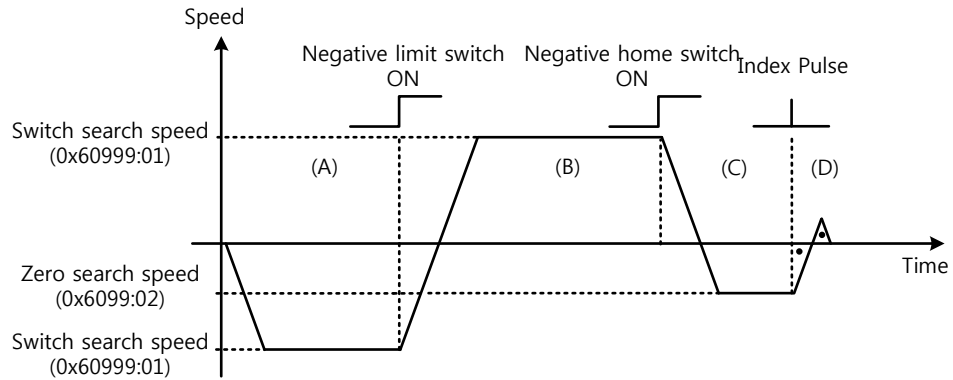 Speed
Negative limit switch
ON
Negative home switch
ON
Index Pulse
Switch search speed
(0x60999:01)
(A)
(B)
(C)
(D)
Time
Zero search speed
(0x6099:02)
Switch search speed
(0x60999:01)